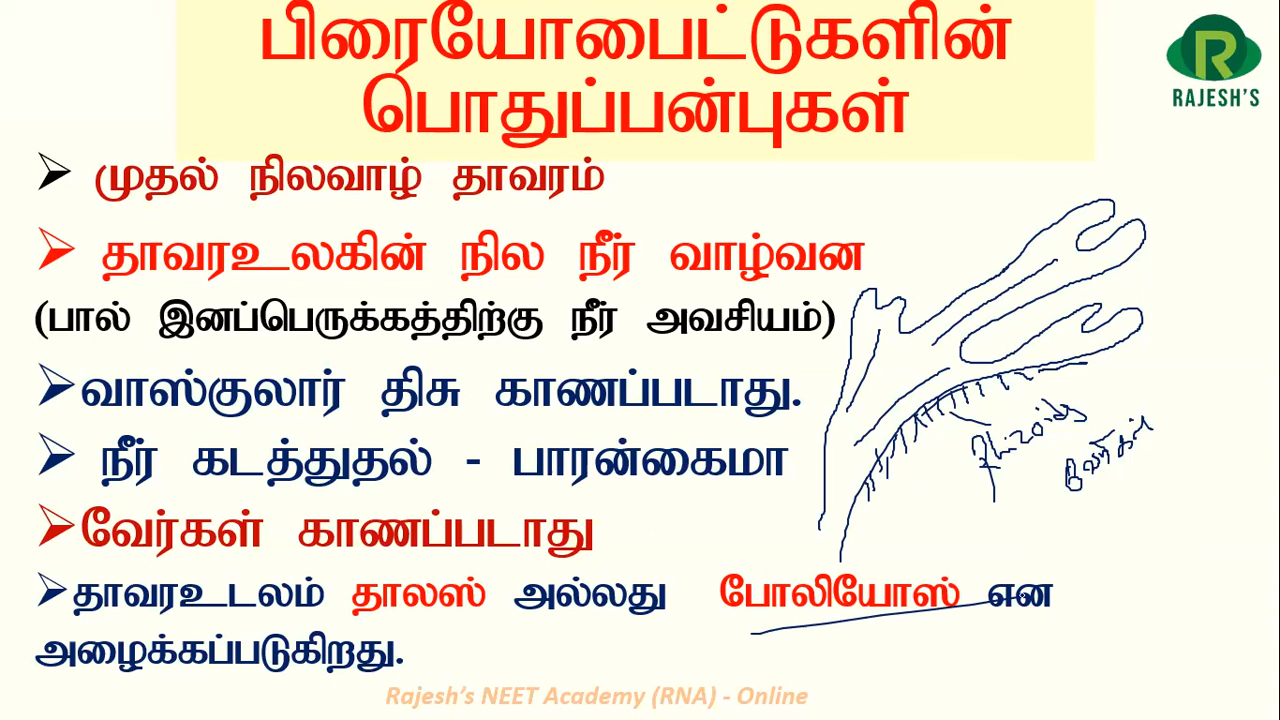 பிரையோபைட்டுகளின்
பொதுப்பன்புகள்
R
RAJESH'S
➢ முதல் நிலவாழ் தாவரம்
➢ தாவரஉலகின் நில நீர் வாழ்வன
(பால் இனப்பெருக்கத்திற்கு நீர் அவசியம்)
➢வாஸ்குலார் திசு காணப்படாது.
➢ நீர் கடத்துதல் - பாரன்கைமா
➢வேர்கள் காணப்படாது
➢தாவரஉடலம் தாலஸ் அல்லது போலியோஸ் என
அழைக்கப்படுகிறது.
Rhizoids
Rajesh's NEET Academy (RNA) - Online